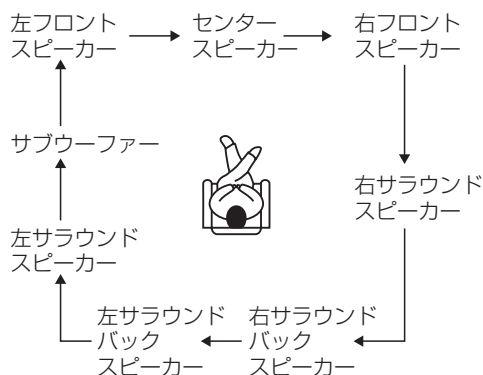 左フロント
スピーカー
センター
スピーカー
右フロント
スピーカー
サブウーファー
右サラウンド
スピーカー
左サラウンド
スピーカー
左サラウンド
バック
スピーカー
右サラウンド
バック
スピーカー